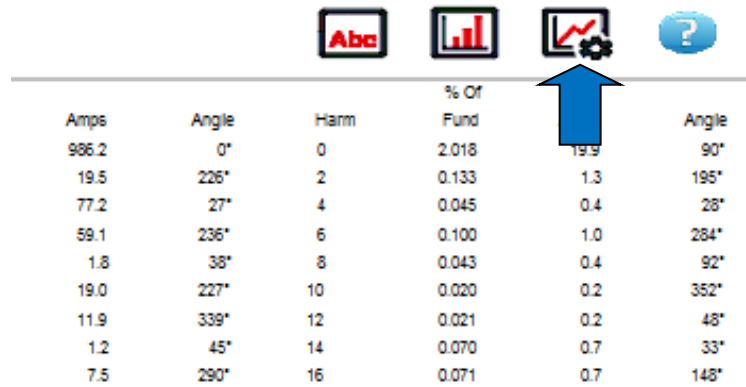 Abc ?
% Of
Amps Angle Harm Fund Angle
986.2 0° 0 2.018 19.9 90°
19.5 226° 2 0.133 1.3 195°
77.2 27° 4 0.045 0.4 28°
59.1 236° 6 0.100 1.0 284°
1.8 38° 8 0.043 0.4 92°
19.0 227° 10 0.020 0.2 352°
11.9 339° 12 0.021 0.2 48°
1.2 45° 14 0.070 0.7 33°
7.5 290° 16 0.071 0.7 148°